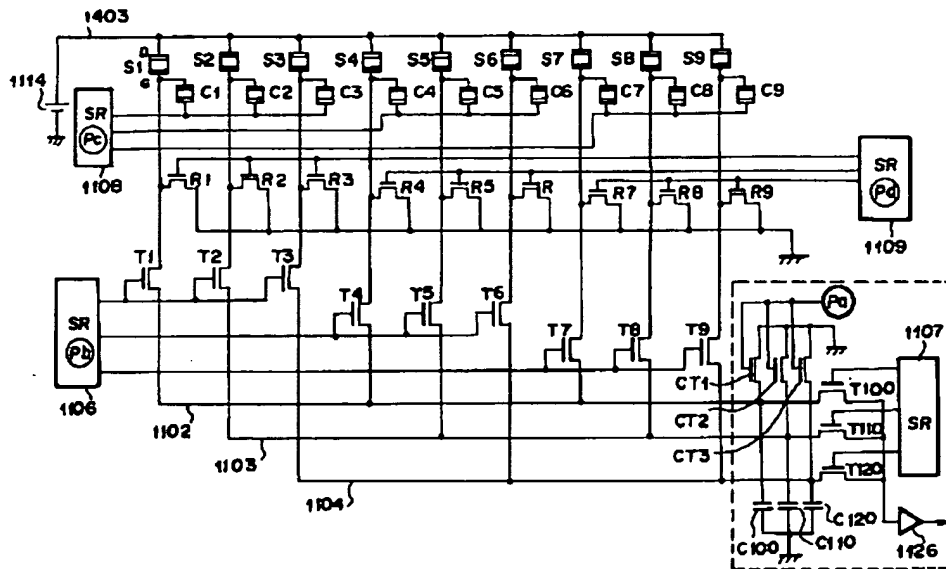 1403
D
S1 S2 S3 S4 S5 S6 S7 S8 S9
G
1114
C1 C2 C3 C4 C5 C6 C7 C8 C9
SR
Pc
1108
SR
Pd
1109
R1 R2 R3 R4 R5 R R7 R8 R9
T1 T2 T3
T4 T5 T6
T7 T8 T9
SR
Pb
1106
Pa
1107
CT1
T100
CT2
SR
T110
CT3
T120
1102
1103
1104
C100
C110
C120
1126